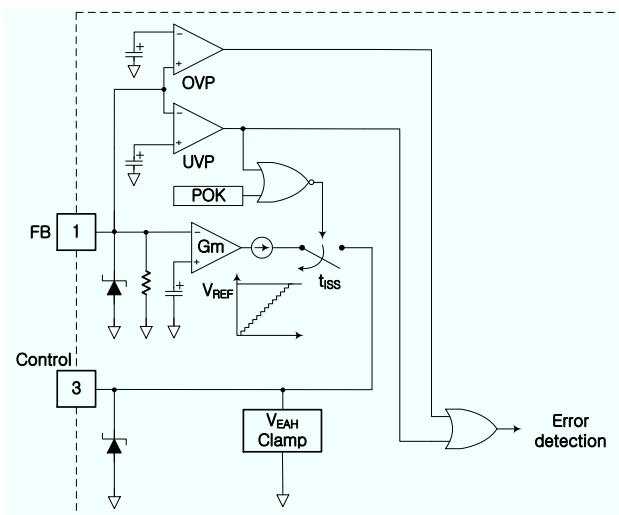 OVP
UVP
POK
FB
1
Gm
VREF
tISS
Control
3
VEAH
Clamp
Error
detection